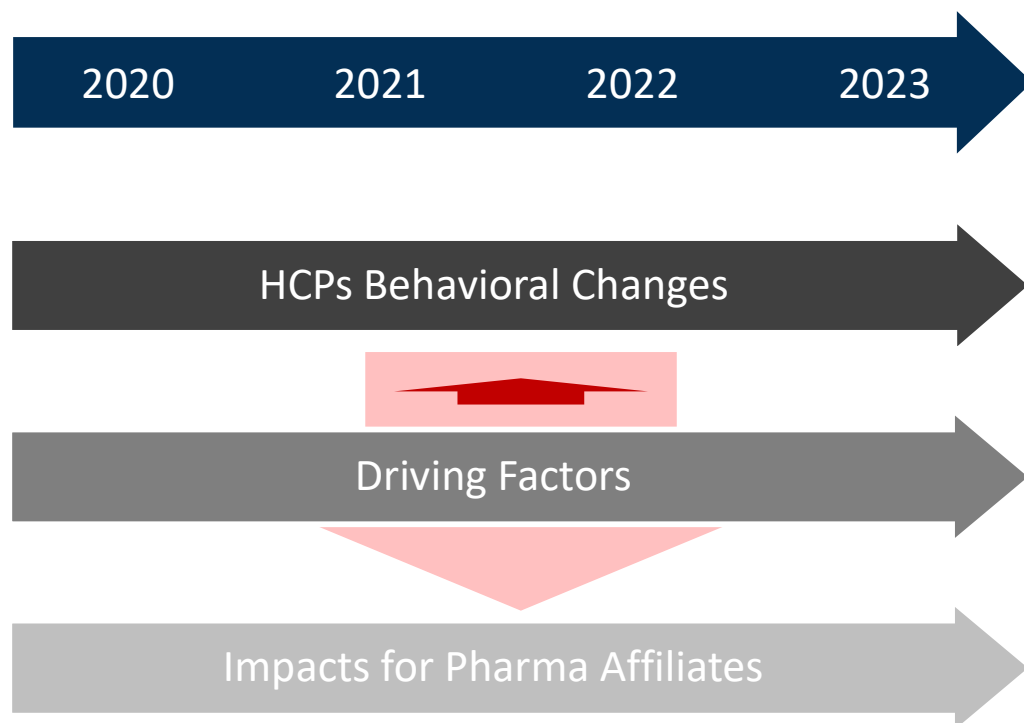 2020 2021 2022 2023
HCPs Behavioral Changes
Driving Factors
Impacts for Pharma Affiliates